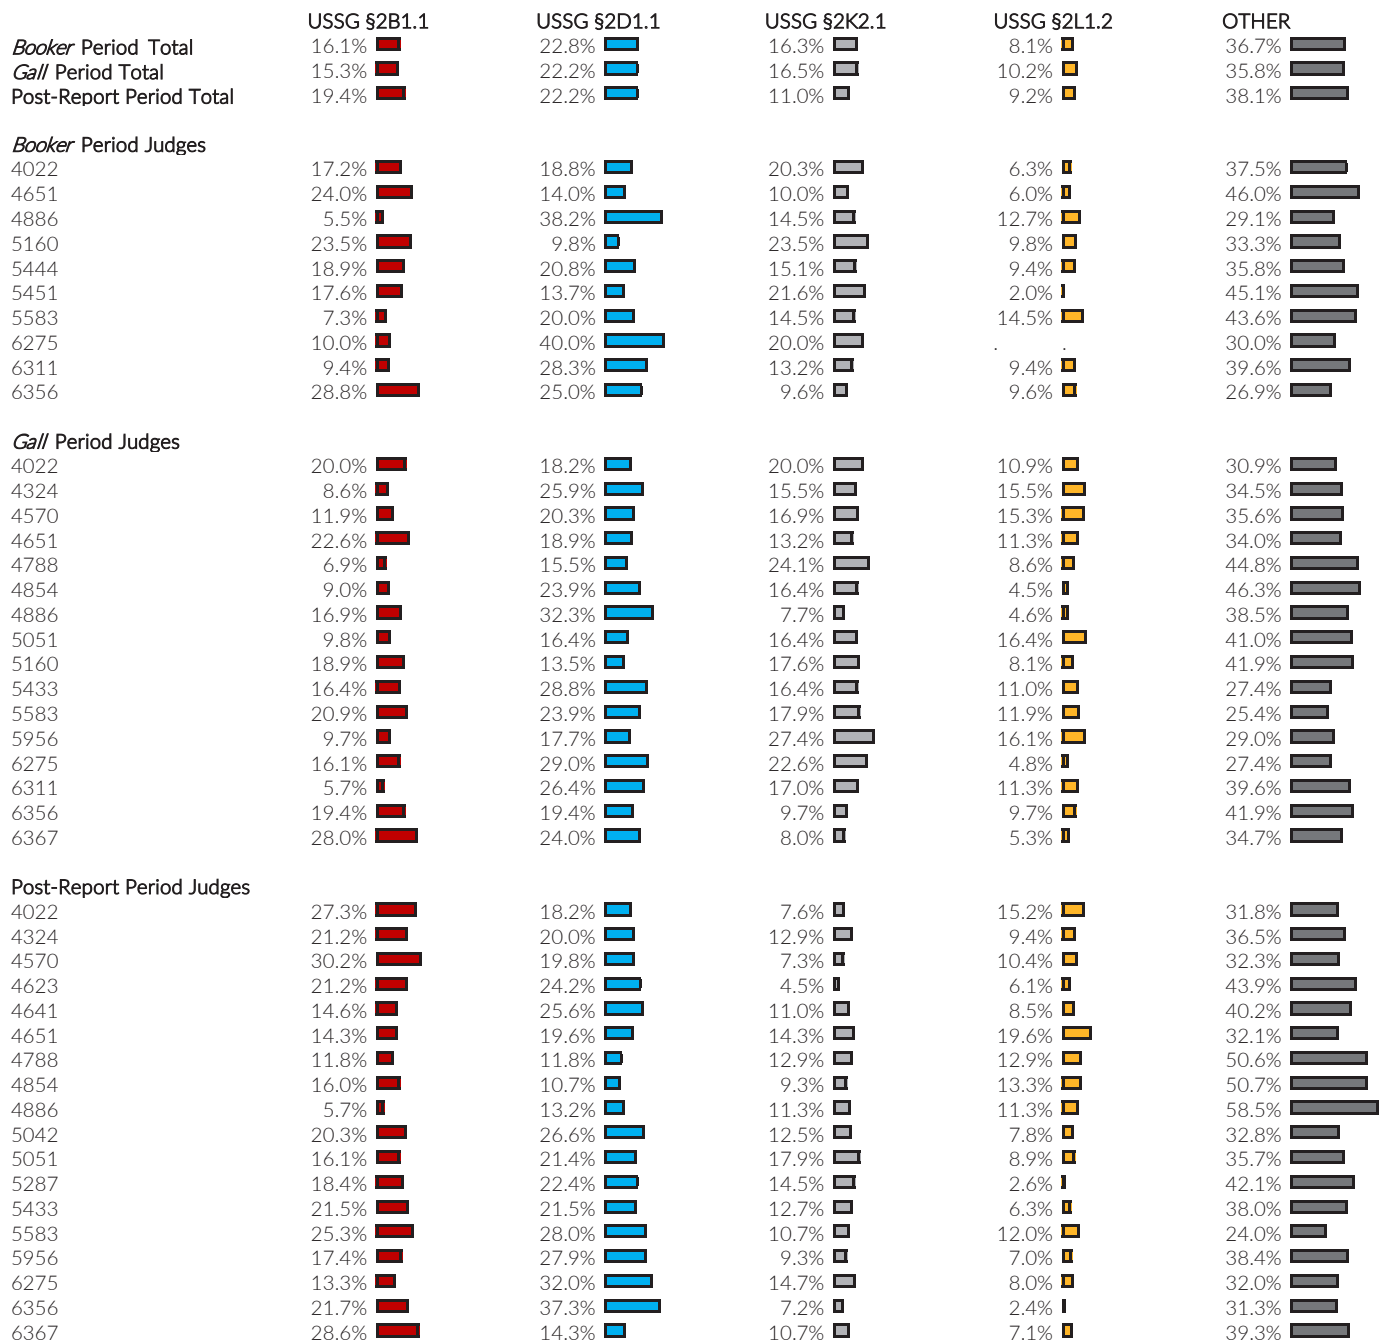 USSG §2B1.1 USSG §2D1.1 USSG §2K2.1 USSG §2L1.2 OTHER
Booker Period Total 16.1% 22.8% 16.3% 8.1% 36.7%
Gall Period Total 15.3% 22.2% 16.5% 10.2% 35.8%
Post-Report Period Total 19.4% 22.2% 11.0% 9.2% 38.1%
Booker Period Judges
4022 17.2% 18.8% 20.3% 6.3% 37.5%
4651 24.0% 14.0% 10.0% 6.0% 46.0%
4886 5.5% 38.2% 14.5% 12.7% 29.1%
5160 23.5% 9.8% 23.5% 9.8% 33.3%
5444 18.9% 20.8% 15.1% 9.4% 35.8%
5451 17.6% 13.7% 21.6% 2.0% 45.1%
5583 7.3% 20.0% 14.5% 14.5% 43.6%
6275 10.0% 40.0% 20.0% . . 30.0%
6311 9.4% 28.3% 13.2% 9.4% 39.6%
6356 28.8% 25.0% 9.6% 9.6% 26.9%
Gall Period Judges
4022 20.0% 18.2% 20.0% 10.9% 30.9%
4324 8.6% 25.9% 15.5% 15.5% 34.5%
4570 11.9% 20.3% 16.9% 15.3% 35.6%
4651 22.6% 18.9% 13.2% 11.3% 34.0%
4788 6.9% 15.5% 24.1% 8.6% 44.8%
4854 9.0% 23.9% 16.4% 4.5% 46.3%
4886 16.9% 32.3% 7.7% 4.6% 38.5%
5051 9.8% 16.4% 16.4% 16.4% 41.0%
5160 18.9% 13.5% 17.6% 8.1% 41.9%
5433 16.4% 28.8% 16.4% 11.0% 27.4%
5583 20.9% 23.9% 17.9% 11.9% 25.4%
5956 9.7% 17.7% 27.4% 16.1% 29.0%
6275 16.1% 29.0% 22.6% 4.8% 27.4%
6311 5.7% 26.4% 17.0% 11.3% 39.6%
6356 19.4% 19.4% 9.7% 9.7% 41.9%
6367 28.0% 24.0% 8.0% 5.3% 34.7%
Post-Report Period Judges
4022 27.3% 18.2% 7.6% 15.2% 31.8%
4324 21.2% 20.0% 12.9% 9.4% 36.5%
4570 30.2% 19.8% 7.3% 10.4% 32.3%
4623 21.2% 24.2% 4.5% 6.1% 43.9%
4641 14.6% 25.6% 11.0% 8.5% 40.2%
4651 14.3% 19.6% 14.3% 19.6% 32.1%
4788 11.8% 11.8% 12.9% 12.9% 50.6%
4854 16.0% 10.7% 9.3% 13.3% 50.7%
4886 5.7% 13.2% 11.3% 11.3% 58.5%
5042 20.3% 26.6% 12.5% 7.8% 32.8%
5051 16.1% 21.4% 17.9% 8.9% 35.7%
5287 18.4% 22.4% 14.5% 2.6% 42.1%
5433 21.5% 21.5% 12.7% 6.3% 38.0%
5583 25.3% 28.0% 10.7% 12.0% 24.0%
5956 17.4% 27.9% 9.3% 7.0% 38.4%
6275 13.3% 32.0% 14.7% 8.0% 32.0%
6356 21.7% 37.3% 7.2% 2.4% 31.3%
6367 28.6% 14.3% 10.7% 7.1% 39.3%